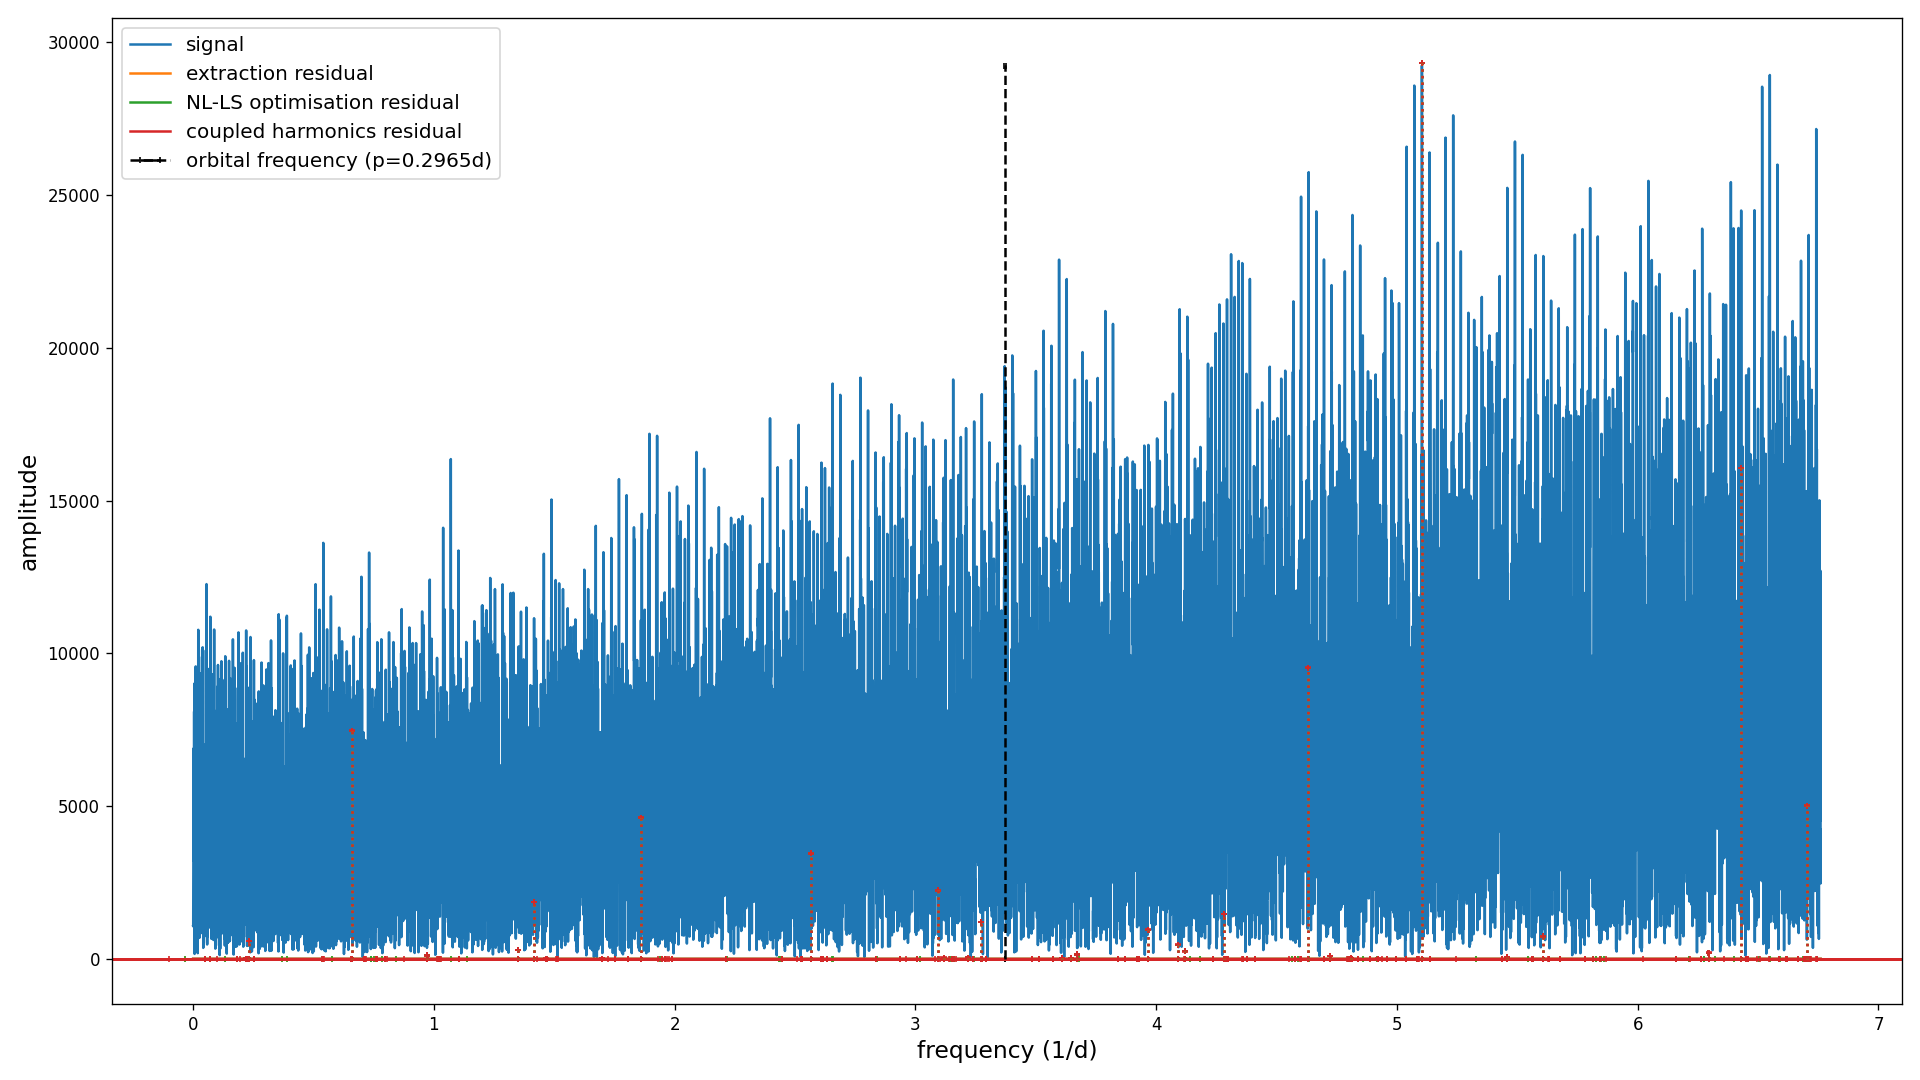 30000
25000
20000
15000
10000
5000
0
amplitude
signal
extraction residual
NL-LS optimisation residual
coupled harmonics residual
orbital frequency (p=0.2965d)
0 1 2 3 4 5 6 7
frequency (1/d)